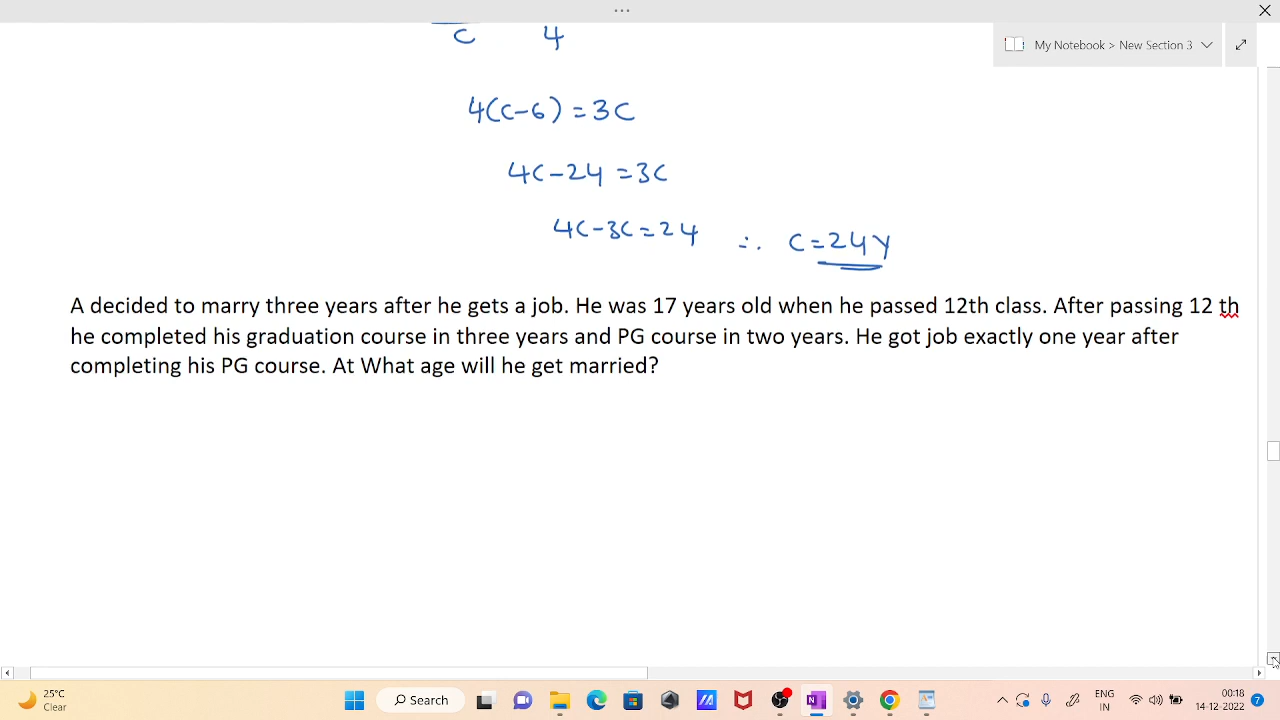 ...
c 4
My Notebook > New Section 3
4(c-6) = 3c
4c-24 = 3c
4c-3c=24 ∴ c=24y
A decided to marry three years after he gets a job. He was 17 years old when he passed 12th class. After passing 12 th
he completed his graduation course in three years and PG course in two years. He got job exactly one year after
completing his PG course. At What age will he get married?
25°C
Clear
Search
ENG
IN
00:18
14-12-2022
7